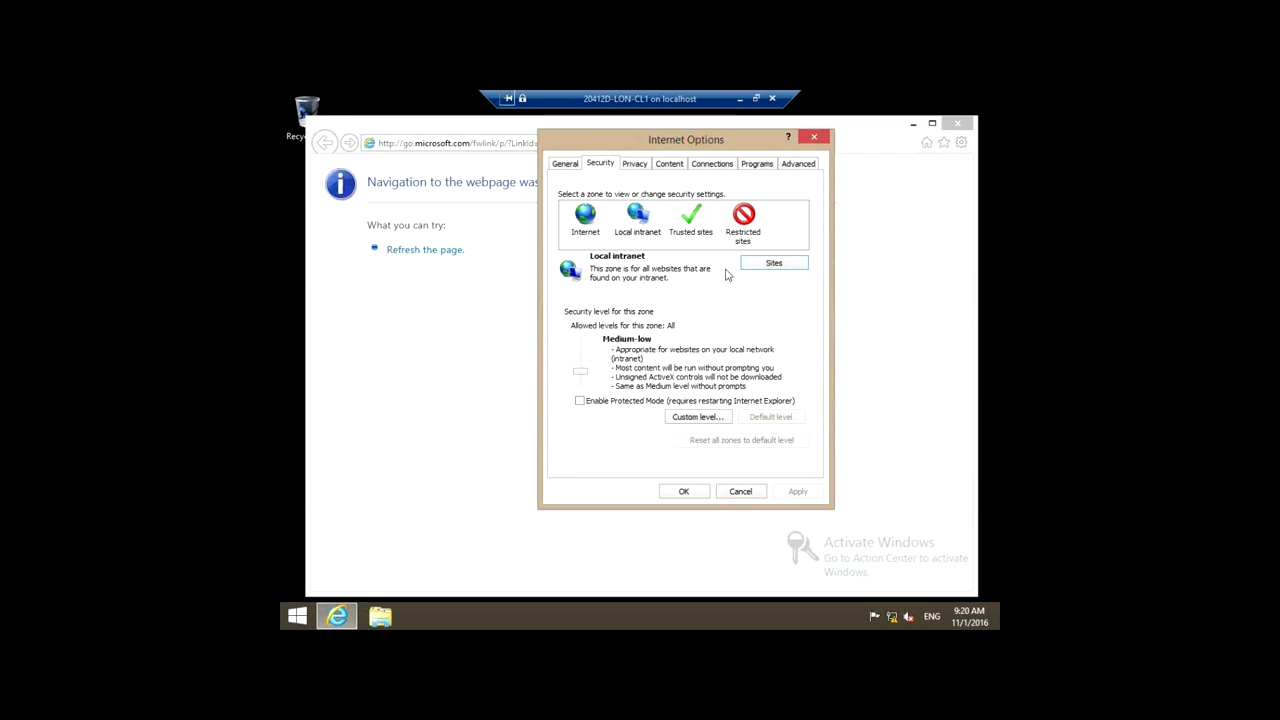 20412D-LON-CL1 on localhost
Internet Options
?
http://go.microsoft.com/fwlink/p/?LinkId=
General
Security
Privacy
Content
Connections
Programs
Advanced
Navigation to the webpage was
What you can try:
Refresh the page.
Select a zone to view or change security settings.
Internet
Local intranet
Trusted sites
Restricted
sites
Local intranet
This zone is for all websites that are
found on your intranet.
Sites
Security level for this zone
Allowed levels for this zone: All
Medium-low
- Appropriate for websites on your local network
(intranet)
- Most content will be run without prompting you
- Unsigned ActiveX controls will not be downloaded
- Same as Medium level without prompts
Enable Protected Mode (requires restarting Internet Explorer)
Custom level...
Default level
Reset all zones to default level
OK
Cancel
Apply
Activate Windows
Go to Action Center to activate
Windows.
ENG
9:20 AM
11/1/2016